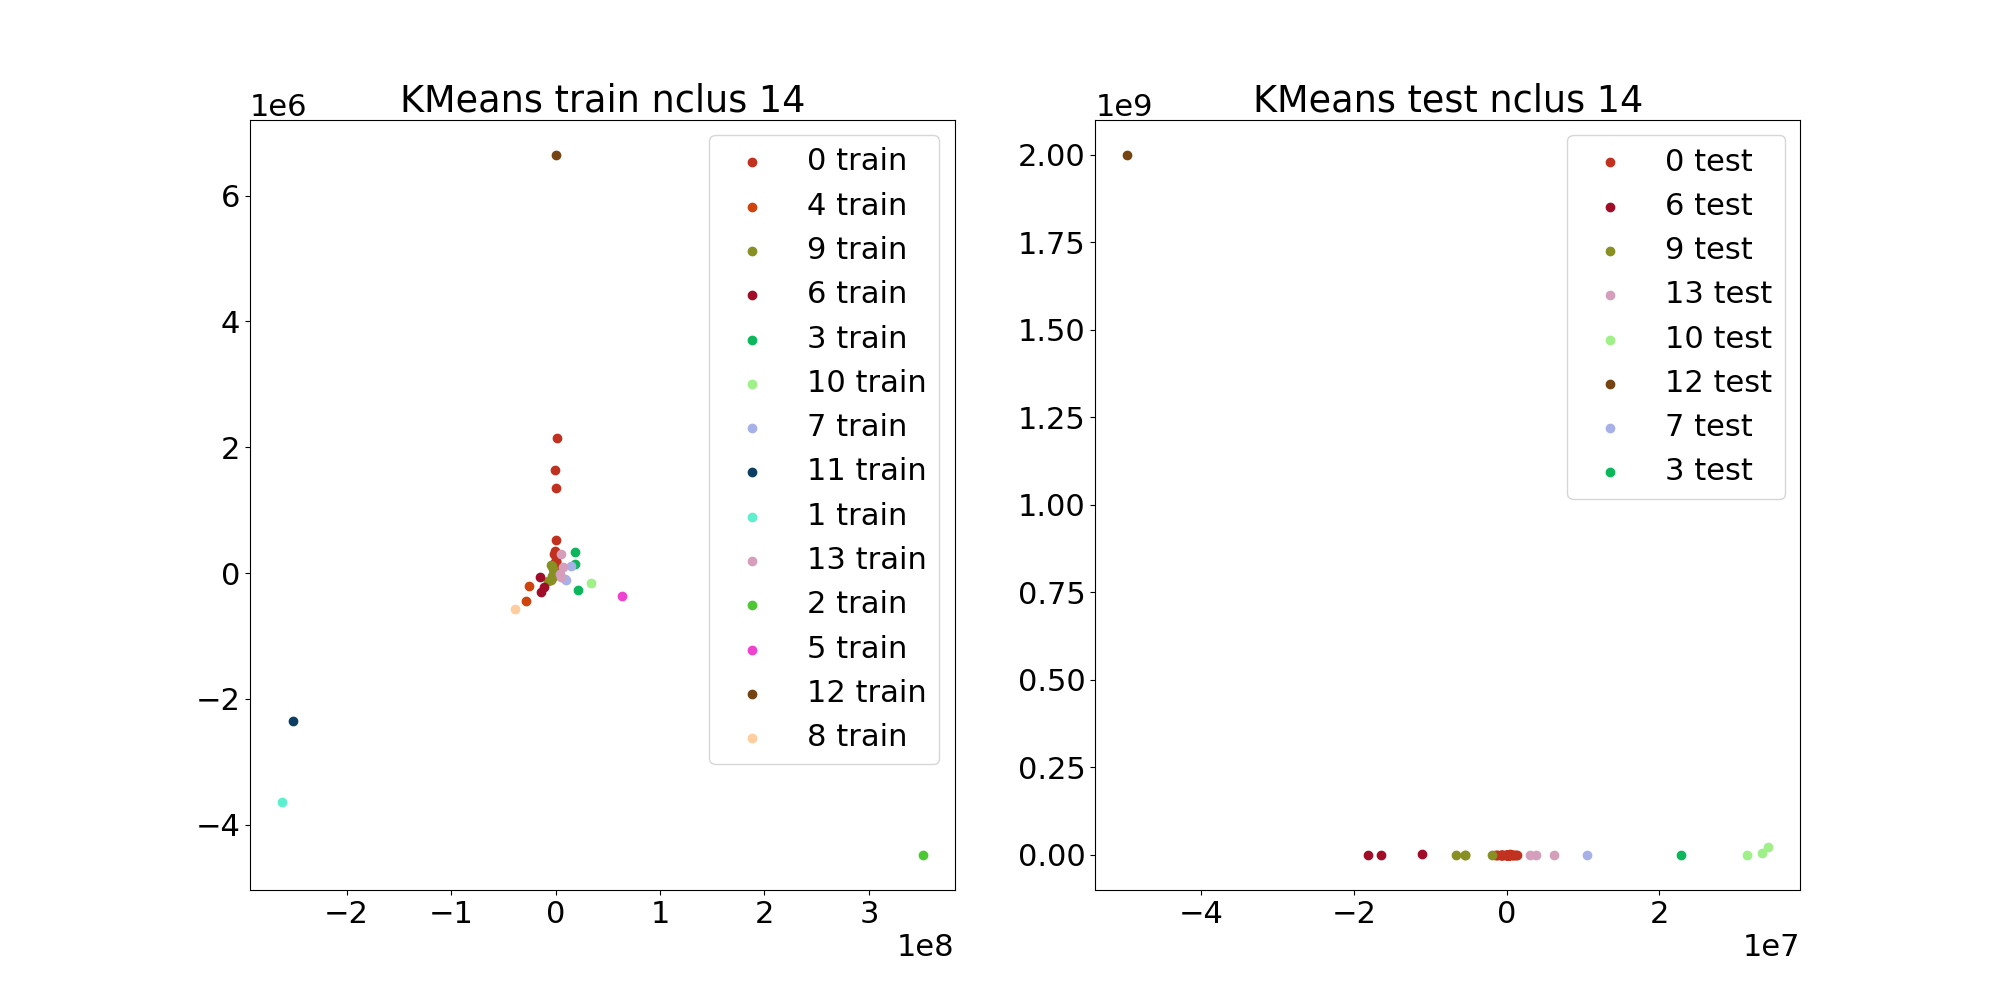 KMeans train nclus 14
1e6
6
4
2
0
−2
−4
−2
−1
0
1
2
3
1e8
0 train
4 train
9 train
6 train
3 train
10 train
7 train
11 train
1 train
13 train
2 train
5 train
12 train
8 train
KMeans test nclus 14
1e9
2.00
1.75
1.50
1.25
1.00
0.75
0.50
0.25
0.00
−4
−2
0
2
1e7
0 test
6 test
9 test
13 test
10 test
12 test
7 test
3 test